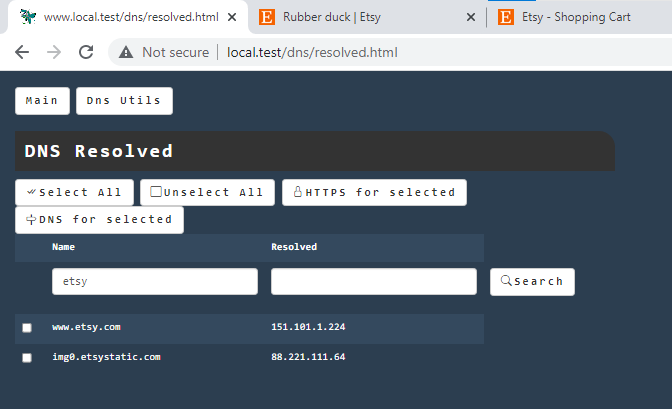 www.local.test/dns/resolved.html Rubber duck | Etsy Etsy - Shopping Cart
Not secure local.test/dns/resolved.html
Main Dns Utils
DNS Resolved
Select All Unselect All HTTPS for selected
DNS for selected
Name Resolved
etsy Search
www.etsy.com 151.101.1.224
img0.etsystatic.com 88.221.111.64